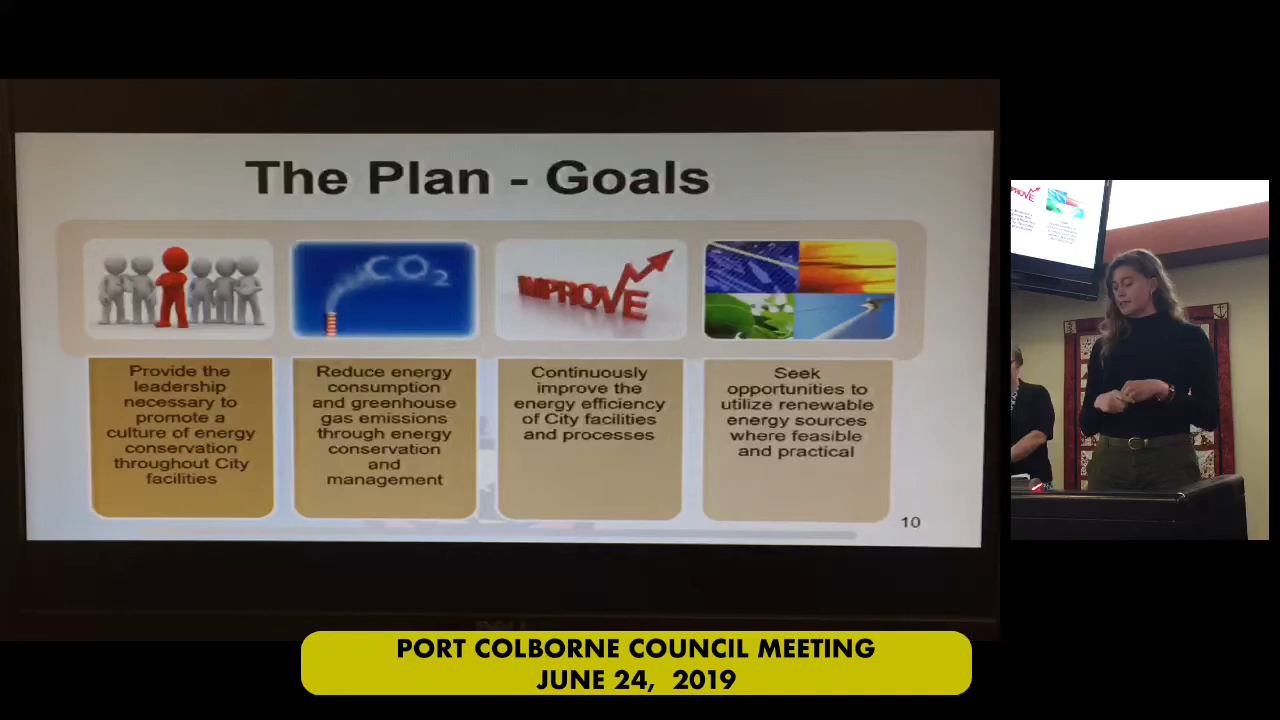 The Plan - Goals
CO2
IMPROVE
Provide the
leadership
necessary to
promote a
culture of energy
conservation
throughout City
facilities
Reduce energy
consumption
and greenhouse
gas emissions
through energy
conservation
and
management
Continuously
improve the
energy efficiency
of City facilities
and processes
Seek
opportunities to
utilize renewable
energy sources
where feasible
and practical
10
PORT COLBORNE COUNCIL MEETING
JUNE 24, 2019